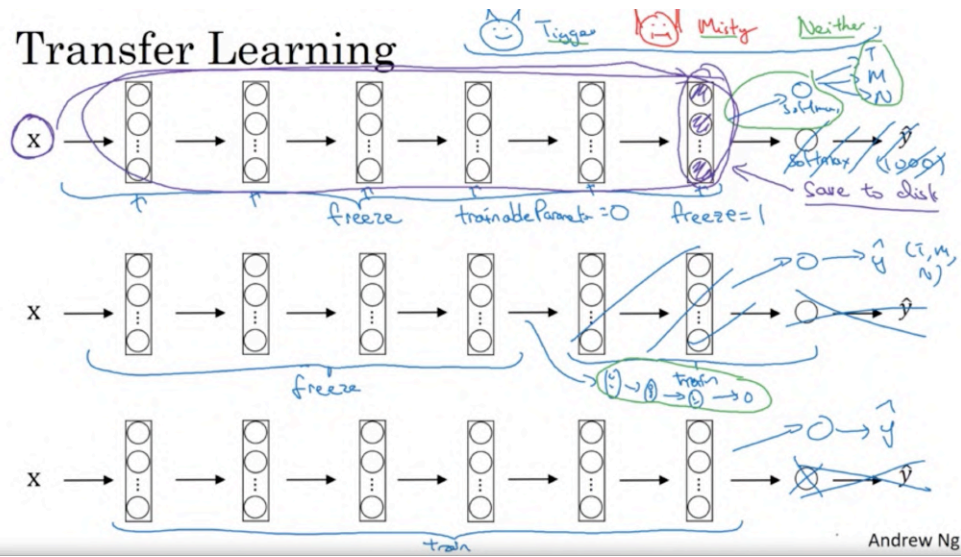 Transfer Learning
Tigger Misty Neither
T
M
N
x softmax
softmax ŷ
(1000)
save to disk
freeze trainableParameter=0 freeze=1
x ŷ (T, M, N)
ŷ
freeze
train
x ŷ
ŷ
train
Andrew Ng